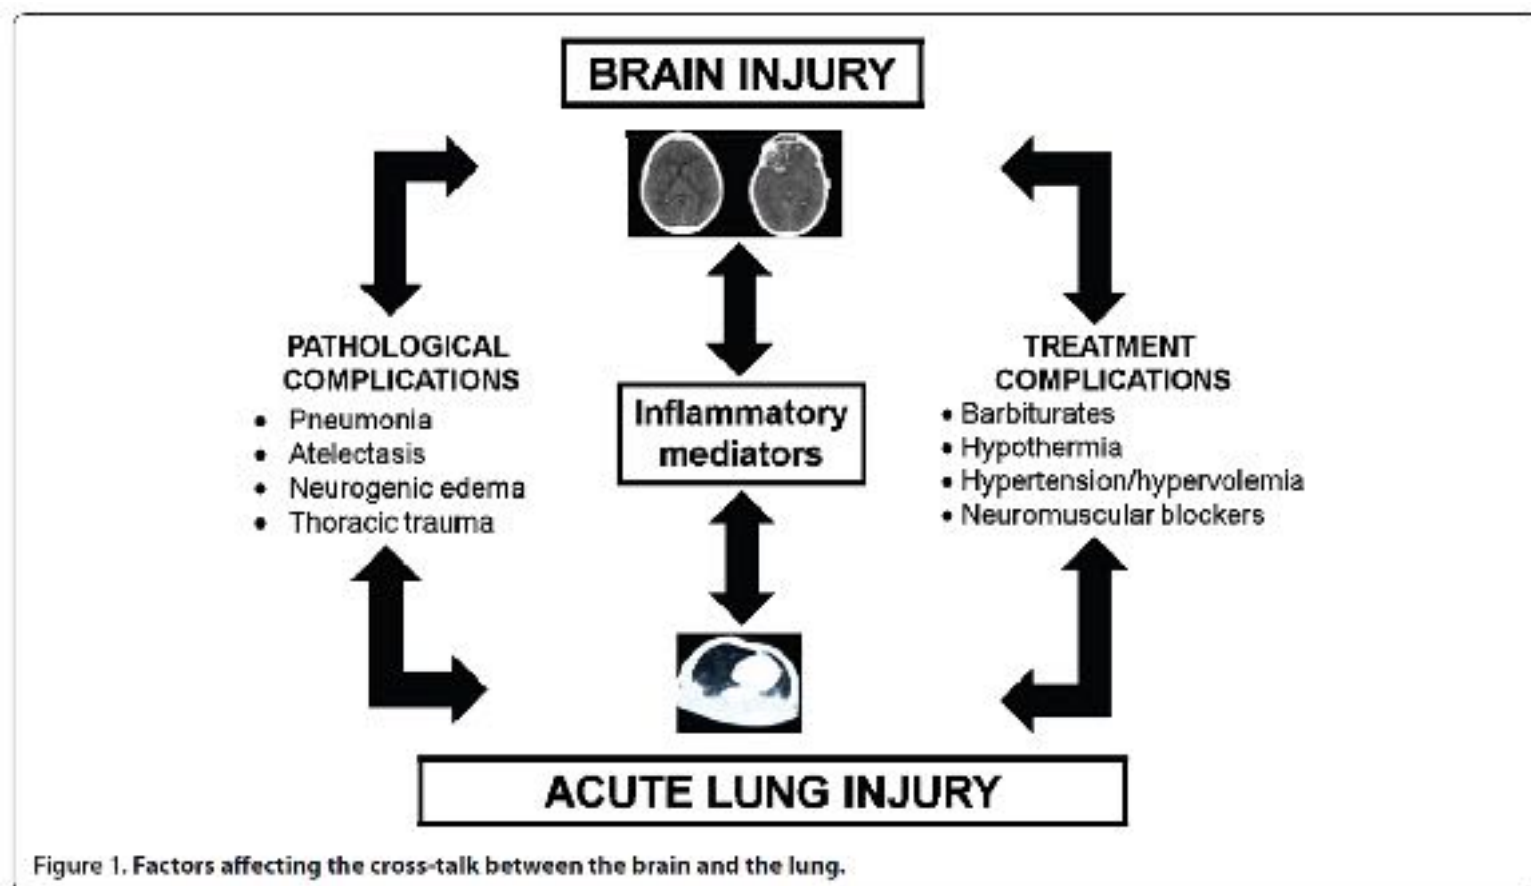 BRAIN INJURY
PATHOLOGICAL
COMPLICATIONS
• Pneumonia
• Atelectasis
• Neurogenic edema
• Thoracic trauma
Inflammatory
mediators
TREATMENT
COMPLICATIONS
• Barbiturates
• Hypothermia
• Hypertension/hypervolemia
• Neuromuscular blockers
ACUTE LUNG INJURY
Figure 1. Factors affecting the cross-talk between the brain and the lung.